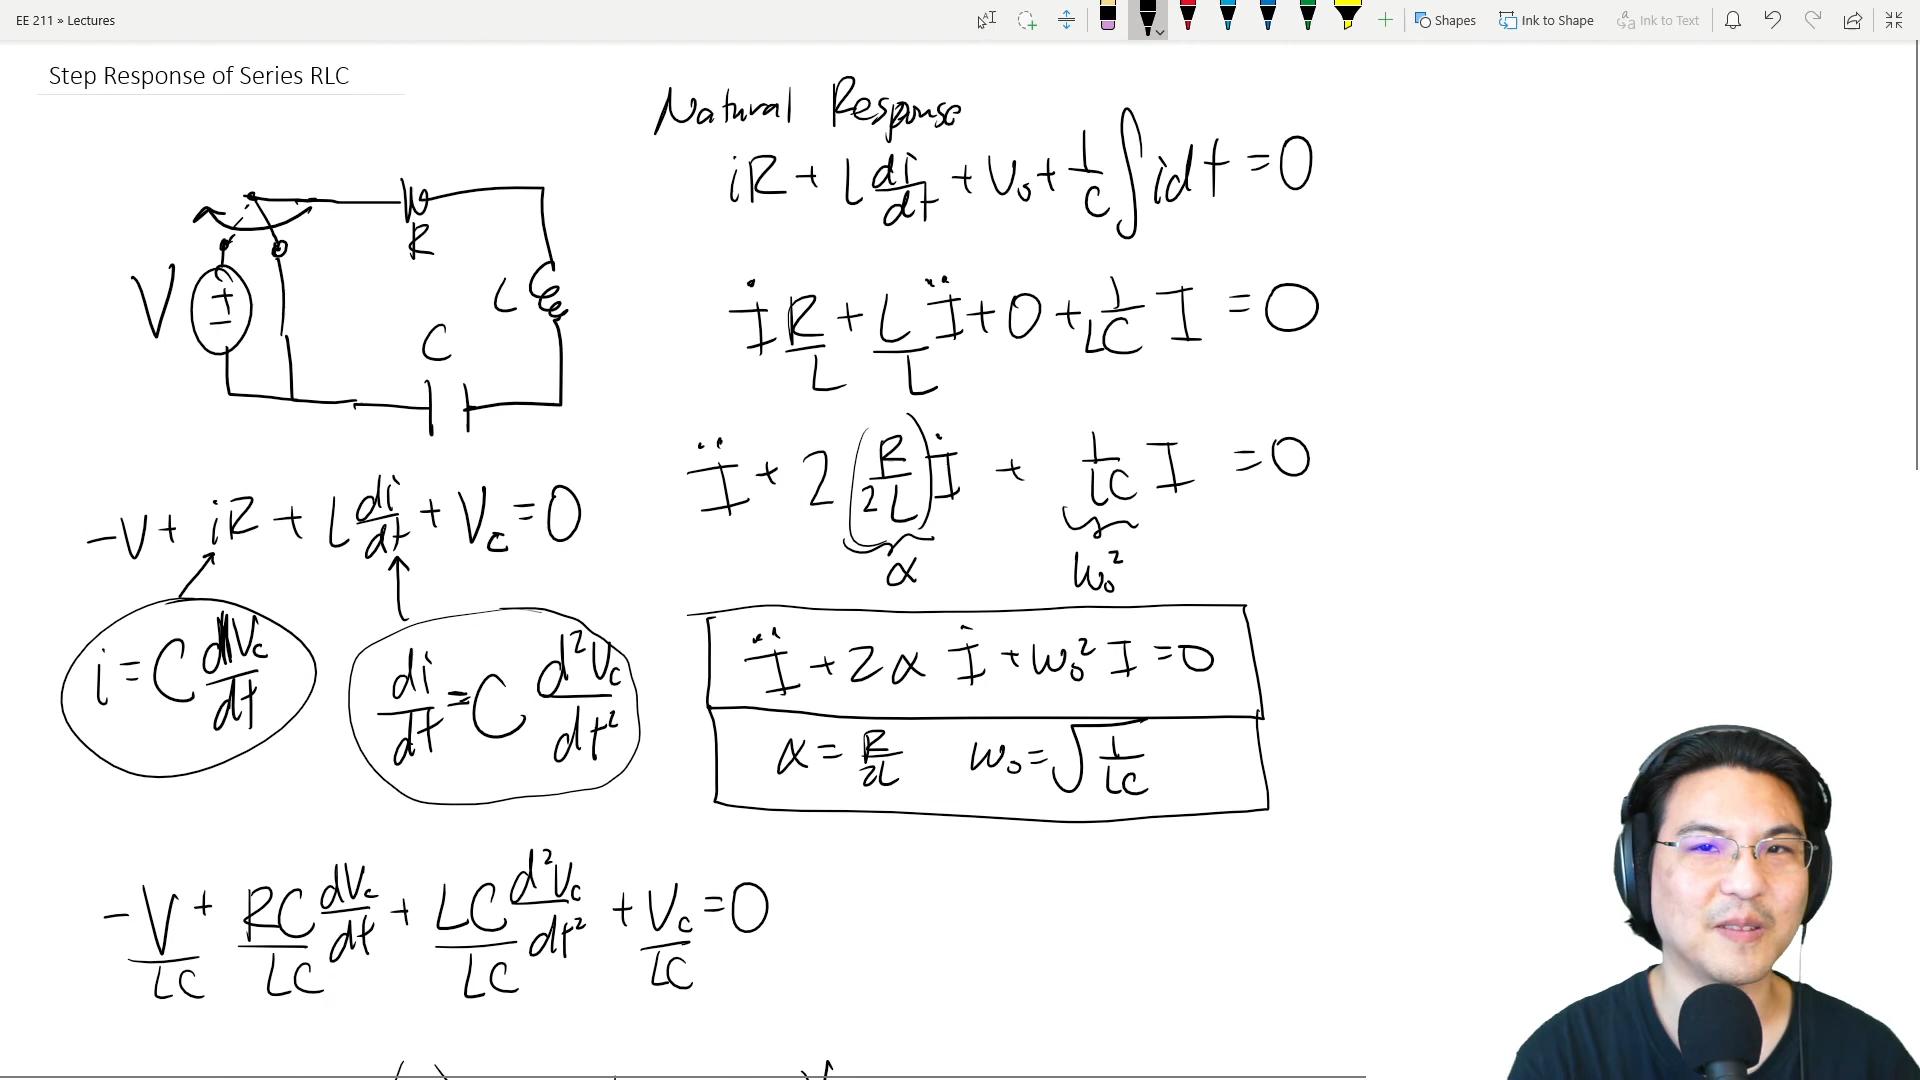 EE 211 » Lectures
Shapes
Ink to Shape
Ink to Text
Step Response of Series RLC
Natural Response
iR + L di/dt + V₀ + 1/C ∫ i dt = 0
V
R
L
C
İ R/L + L/L Ï + 0 + 1/LC I = 0
Ï + 2 (R/2L) İ + 1/LC I = 0
α
ω₀²
-V + iR + L di/dt + Vc = 0
i = C dVc/dt
di/dt = C d²Vc/dt²
Ï + 2α İ + ω₀² I = 0
α = R/2L ω₀ = √(1/LC)
-V/LC + RC/LC dVc/dt + LC/LC d²Vc/dt² + Vc/LC = 0